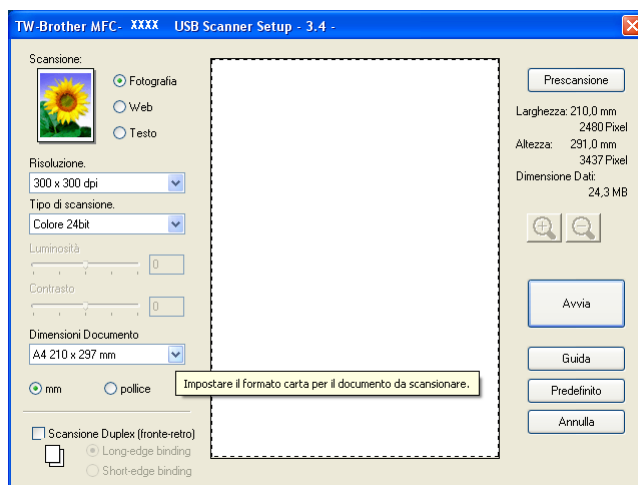 TW-Brother MFC- XXXX USB Scanner Setup - 3.4 -
Scansione:
Fotografia
Web
Testo
Risoluzione.
300 x 300 dpi
Tipo di scansione.
Colore 24bit
Luminosità
0
Contrasto
0
Dimensioni Documento
A4 210 x 297 mm
mm
pollice
Impostare il formato carta per il documento da scansionare.
Scansione Duplex (fronte-retro)
Long-edge binding
Short-edge binding
Prescansione
Larghezza: 210,0 mm
2480 Pixel
Altezza: 291,0 mm
3437 Pixel
Dimensione Dati:
24,3 MB
Avvia
Guida
Predefinito
Annulla